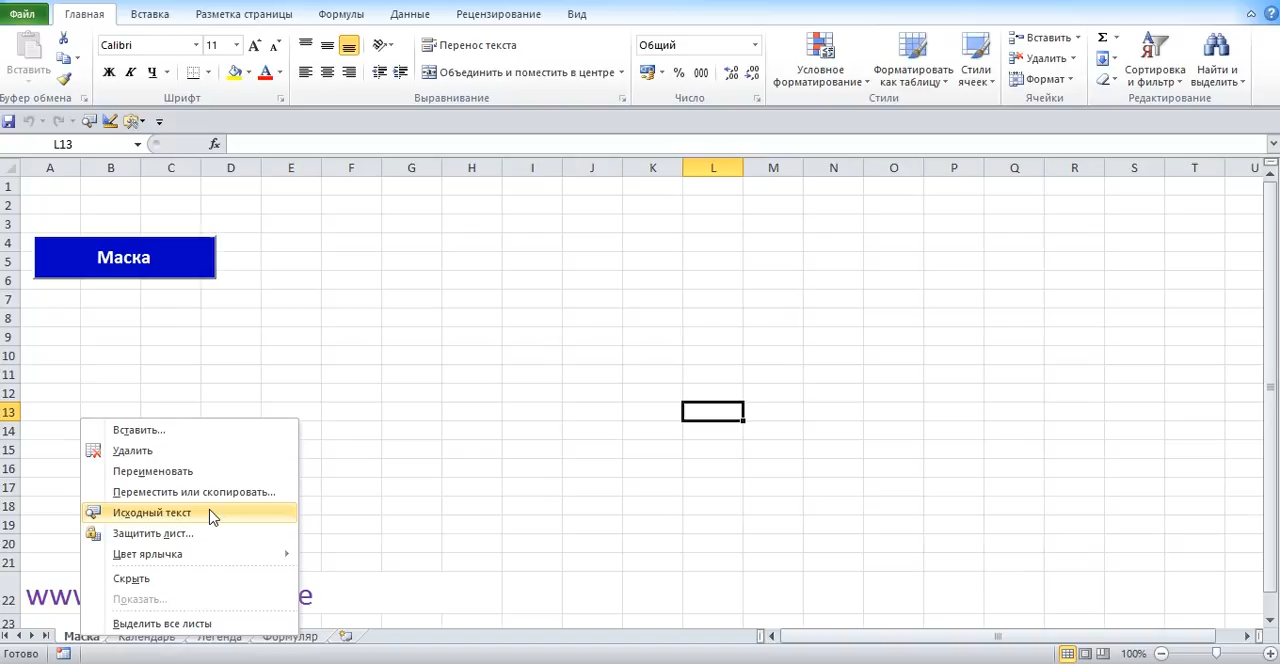 Файл Главная Вставка Разметка страницы Формулы Данные Рецензирование Вид
Calibri 11 Перенос текста Общий Вставить
Вставить Ж К Ч Объединить и поместить в центре % 000 Условное форматирование Форматировать как таблицу Стили ячеек Удалить Формат Сортировка и фильтр Найти и выделить
Буфер обмена Шрифт Выравнивание Число Стили Ячейки Редактирование
L13 fx
A B C D E F G H I J K L M N O P Q R S T U
1
2
3
4
Маска
5
6
7
8
9
10
11
12
13
14
15
16
17
18
19
20
21
22
23
Вставить...
Удалить
Переименовать
Переместить или скопировать...
Исходный текст
Защитить лист...
Цвет ярлычка
Скрыть
Показать...
Выделить все листы
Маска Календарь Легенда Формуляр
Готово 100%